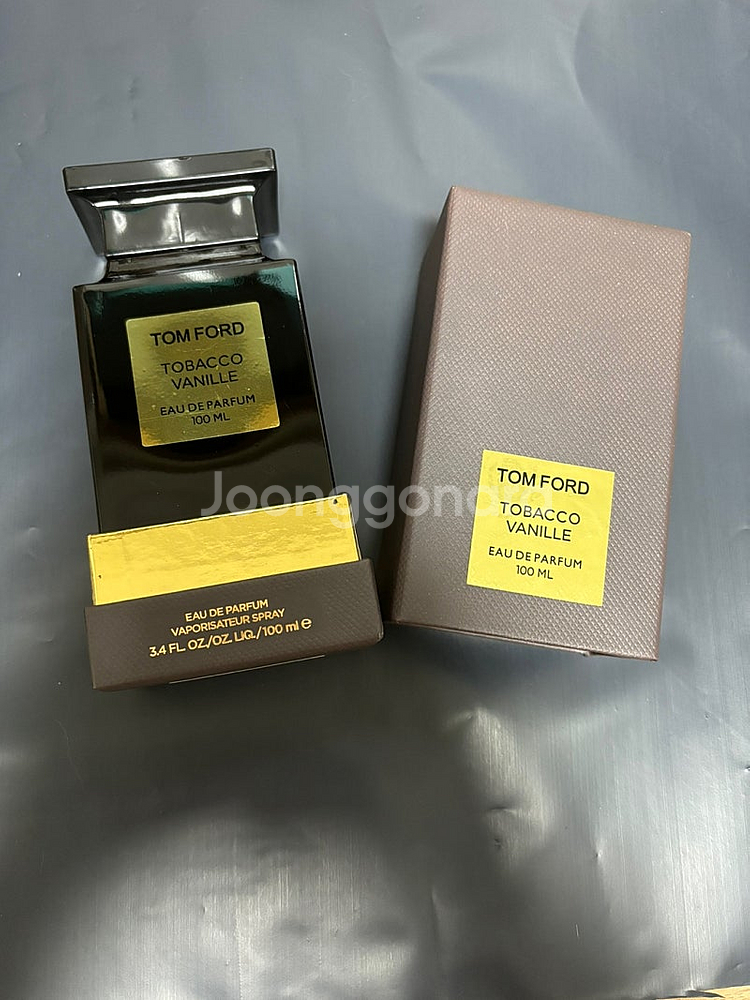 TOM FORD
TOBACCO
VANILLE
EAU DE PARFUM
100 ML
EAU DE PARFUM
VAPORISATEUR SPRAY
3.4 FL. OZ./OZ. LIQ./100 ml e
TOM FORD
TOBACCO
VANILLE
EAU DE PARFUM
100 ML
Joonggonara